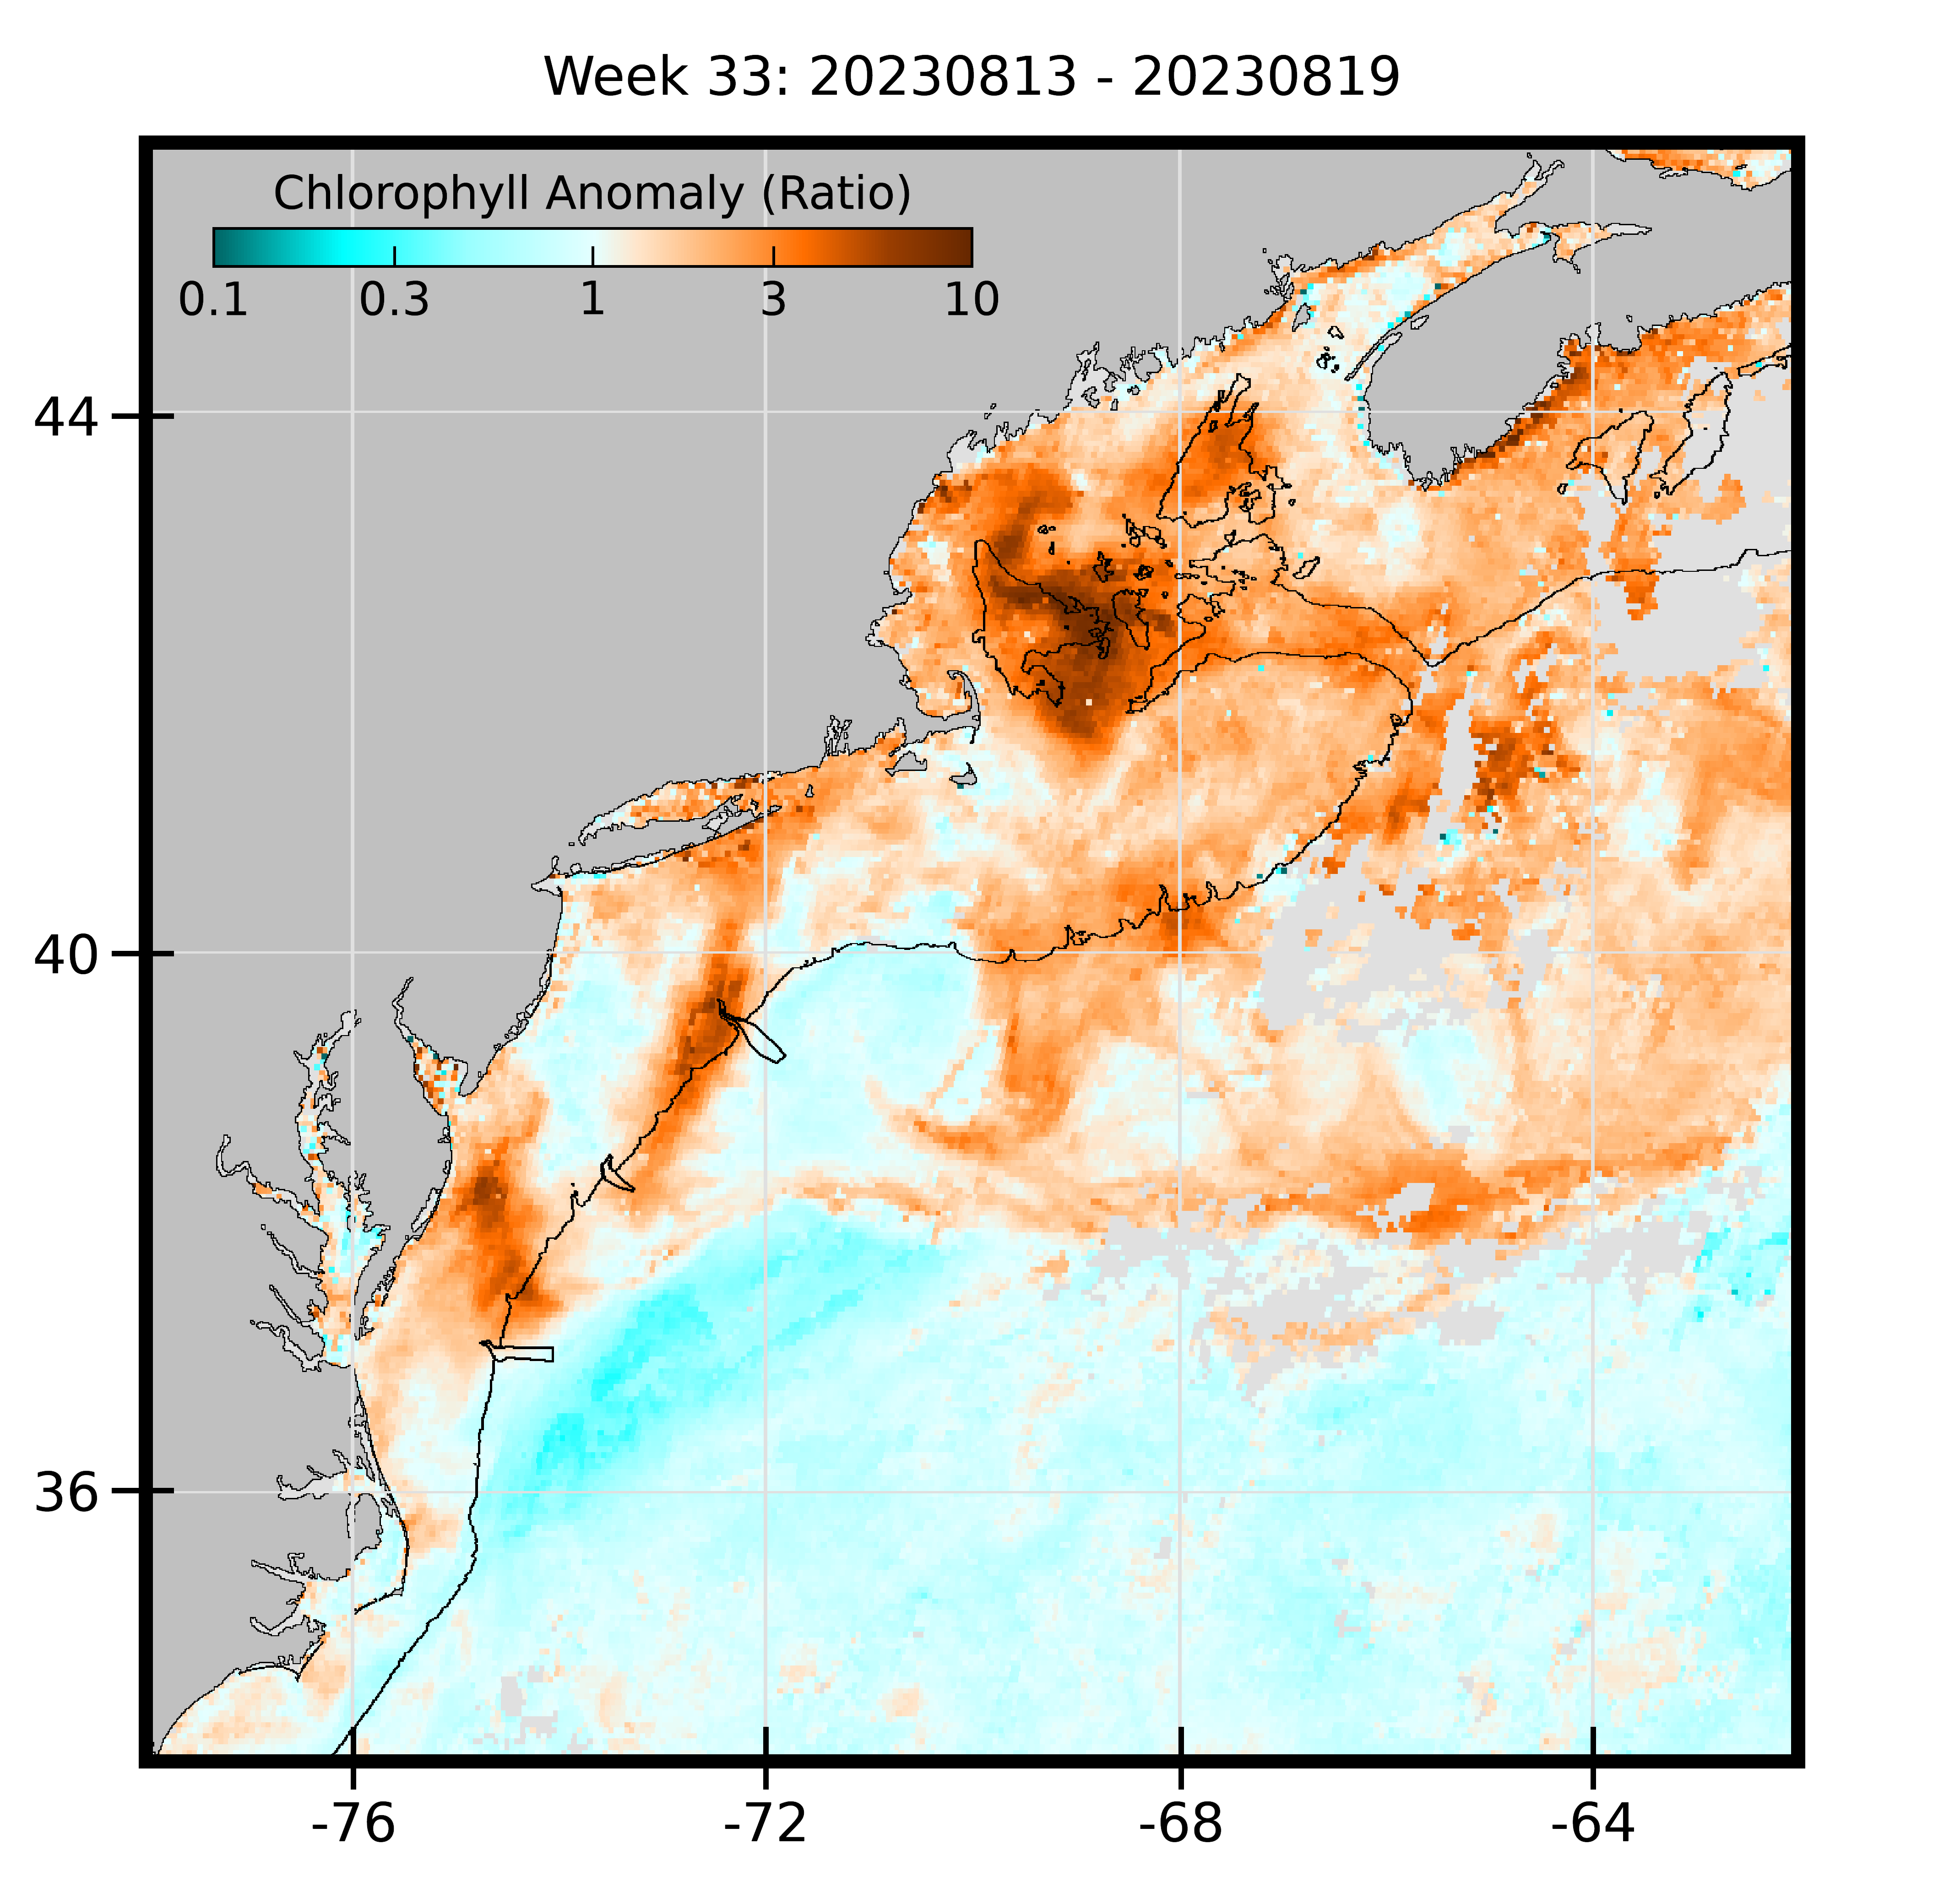 Week 33: 20230813 - 20230819
Chlorophyll Anomaly (Ratio)
0.1 0.3 1 3 10
44
40
36
-76 -72 -68 -64